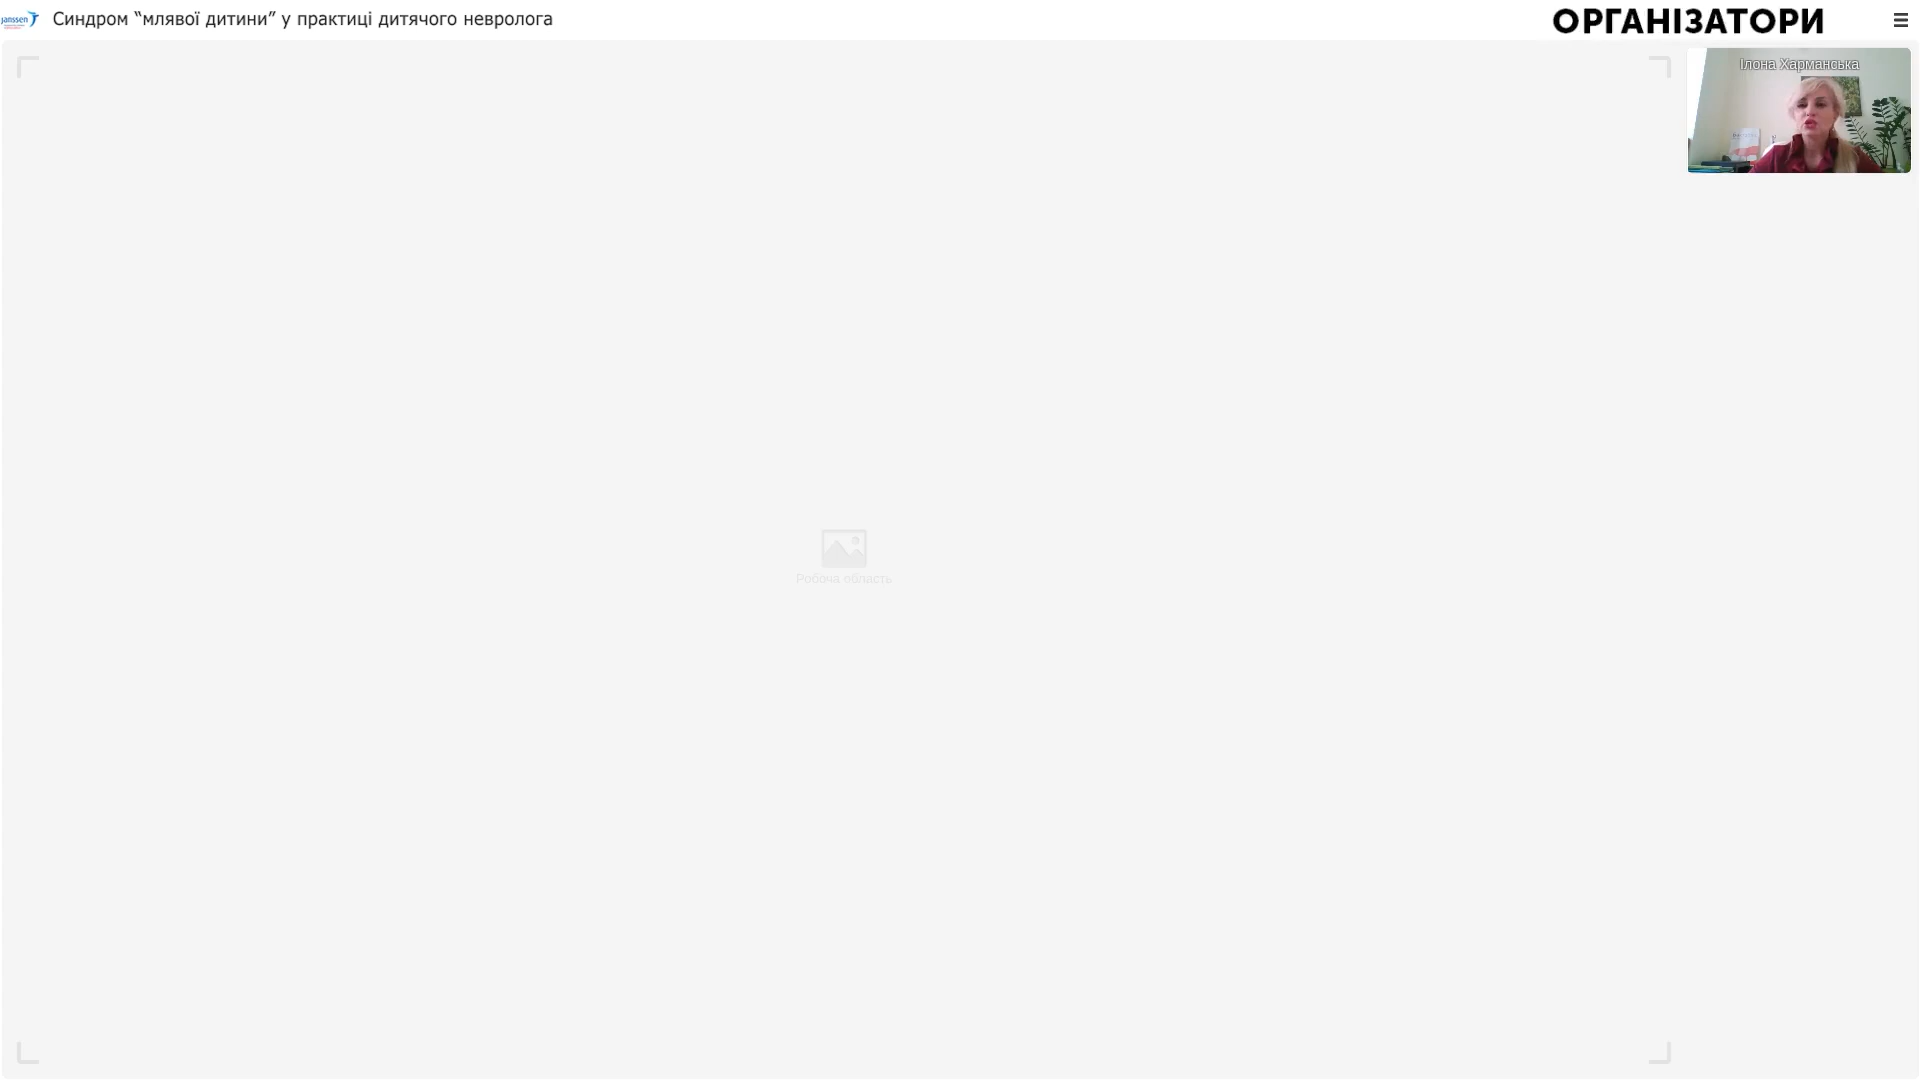 janssen
Синдром “млявої дитини” у практиці дитячого невролога
ОРГАНІЗАТОРИ
Ілона Харманська
Робоча область